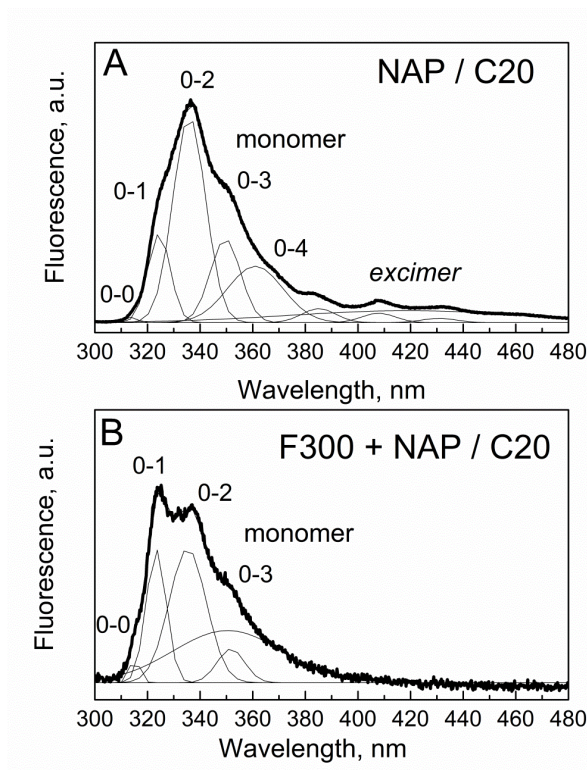 A
NAP / C20
0-2
monomer
0-1
0-3
0-4
0-0
excimer
Fluorescence, a.u.
300 320 340 360 380 400 420 440 460 480
Wavelength, nm
B
F300 + NAP / C20
0-1
0-2
monomer
0-3
0-0
Fluorescence, a.u.
300 320 340 360 380 400 420 440 460 480
Wavelength, nm